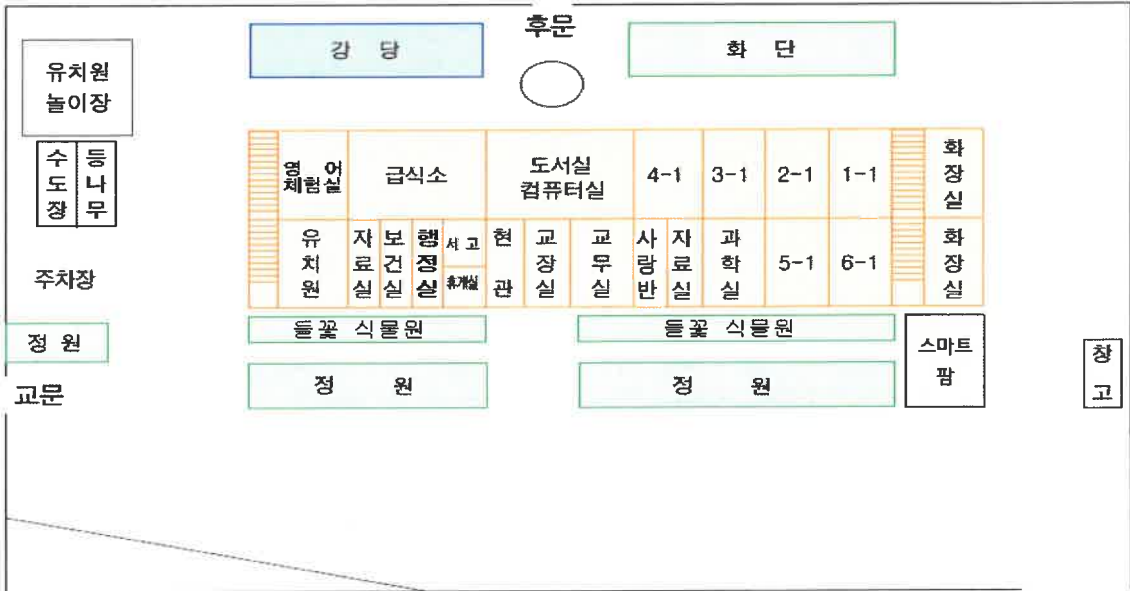 후문
강 당
화 단
유치원
놀이장
수도장
등나무
영 어
체험실
급식소
도서실
컴퓨터실
4-1
3-1
2-1
1-1
화장실
유치원
자료실
보건실
행정실
서고
휴게실
현관
교장실
교무실
사랑반
자료실
과학실
5-1
6-1
화장실
주차장
들꽃 식물원
들꽃 식물원
정 원
스마트
팜
창고
교문
정 원
정 원